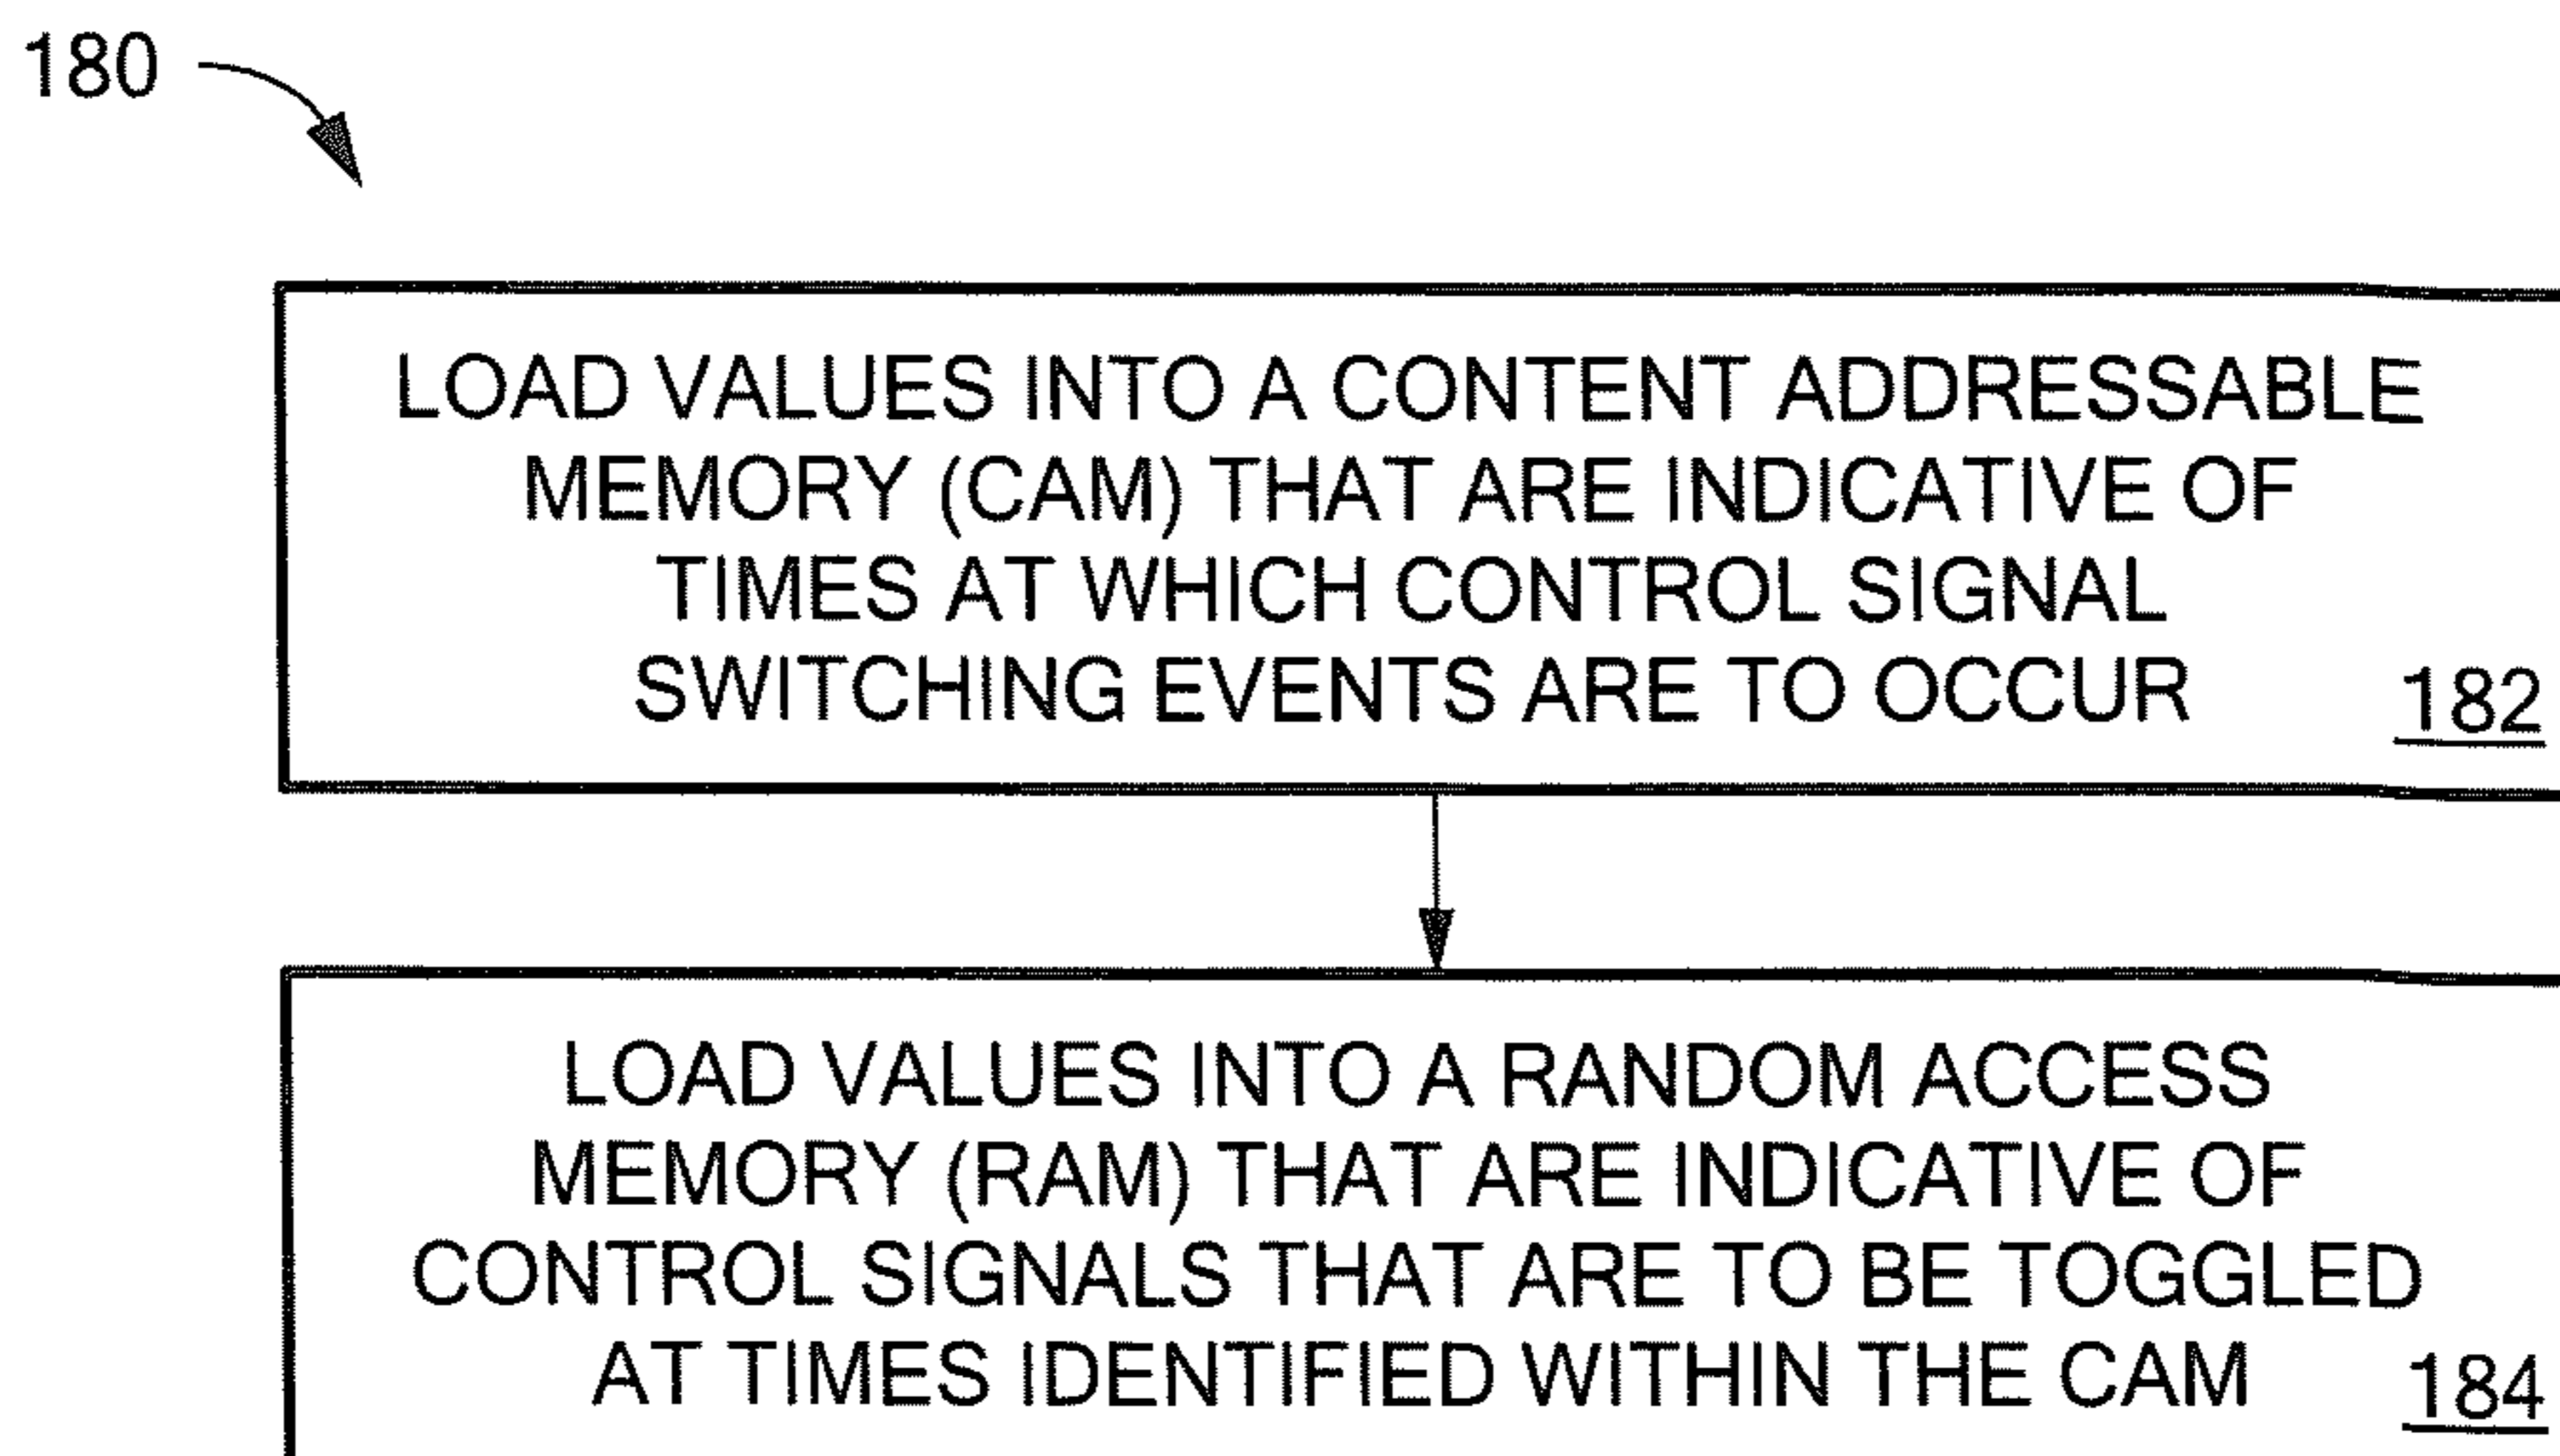 180
LOAD VALUES INTO A CONTENT ADDRESSABLE
MEMORY (CAM) THAT ARE INDICATIVE OF
TIMES AT WHICH CONTROL SIGNAL
SWITCHING EVENTS ARE TO OCCUR
182
LOAD VALUES INTO A RANDOM ACCESS
MEMORY (RAM) THAT ARE INDICATIVE OF
CONTROL SIGNALS THAT ARE TO BE TOGGLED
AT TIMES IDENTIFIED WITHIN THE CAM
184